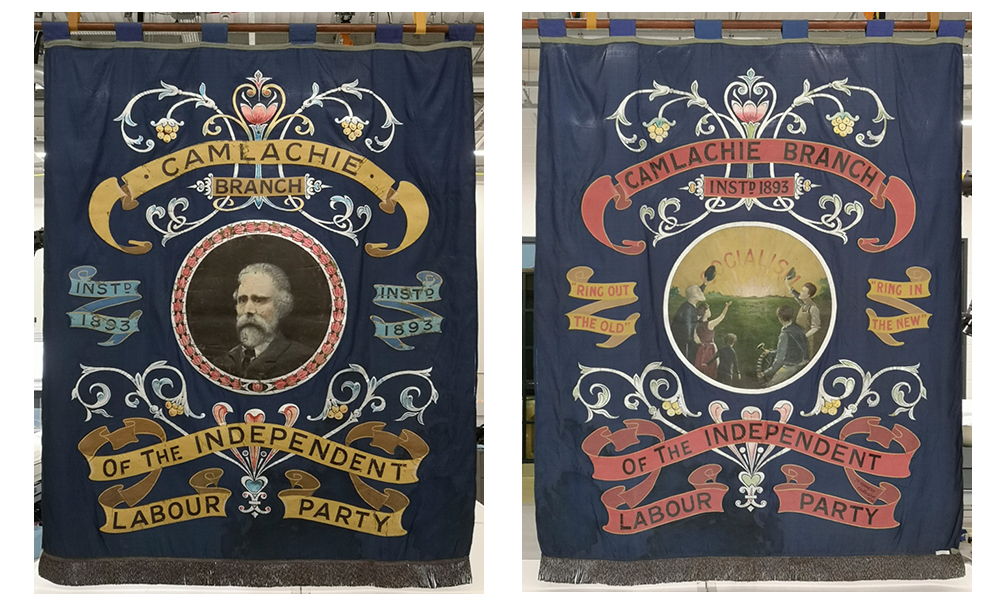 CAMLACHIE
BRANCH
INSTD
1893
INSTD
1893
OF THE INDEPENDENT
LABOUR PARTY
CAMLACHIE BRANCH
INSTD 1893
SOCIALISM
"RING OUT
THE OLD"
"RING IN
THE NEW"
OF THE INDEPENDENT
LABOUR PARTY